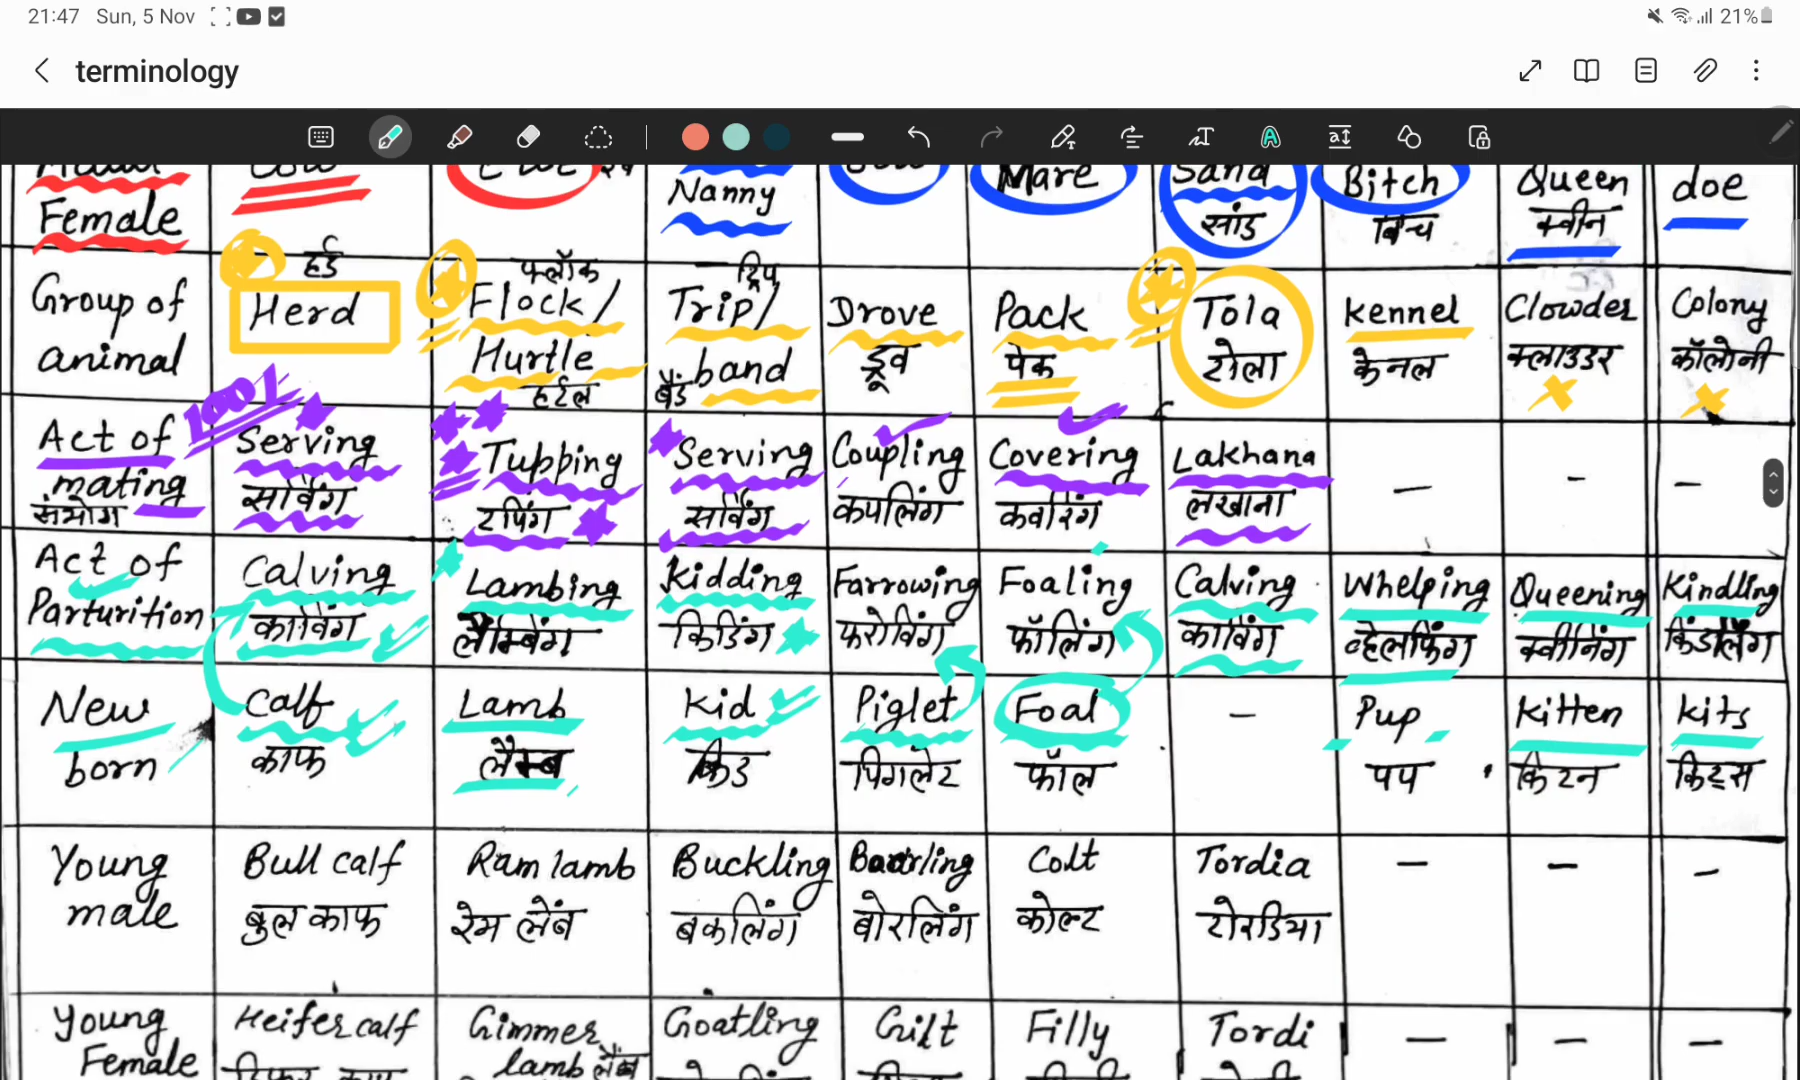 21:47 Sun, 5 Nov
21%
terminology
Female
Nanny
Mare
Sand
सांड
Bitch
बिच
Queen
क्वीन
doe
Group of
animal
हर्ड
Herd
फ्लॉक
Flock/
Hurtle
हर्टल
ट्रिप
Trip/
बैंड band
Drove
ड्रूव
Pack
पेक
Tola
टोला
kennel
केनल
Clowder
क्लाउडर
Colony
कॉलोनी
Act of
mating
संभोग
100%
Serving
सर्विंग
Tupping
टपिंग
Serving
सर्विंग
Coupling
कपलिंग
Covering
कवरिंग
Lakhana
लखाना
—
-
–
Act of
Parturition
Calving
काविंग
Lambing
लैम्बिंग
Kidding
किडिंग
Farrowing
फरोविंग
Foaling
फॉलिंग
Calving
काविंग
Whelping
व्हेलफिंग
Queening
क्वीनिंग
Kindling
किंडलिंग
New
born
Calf
काफ
Lamb
लैम्ब
Kid
किड
Piglet
पिगलेट
Foal
फॉल
–
Pup
पप
Kitten
किटन
kits
किट्स
Young
male
Bull calf
बुल काफ
Ram lamb
रेम लेंब
Buckling
बकलिंग
Boarling
बोरलिंग
Colt
कोल्ट
Tordia
टोरडिया
—
–
–
Young
Female
Heifer calf
Gimmer
lamb लेंब
Goatling
Gilt
Filly
Tordi
—
–
–